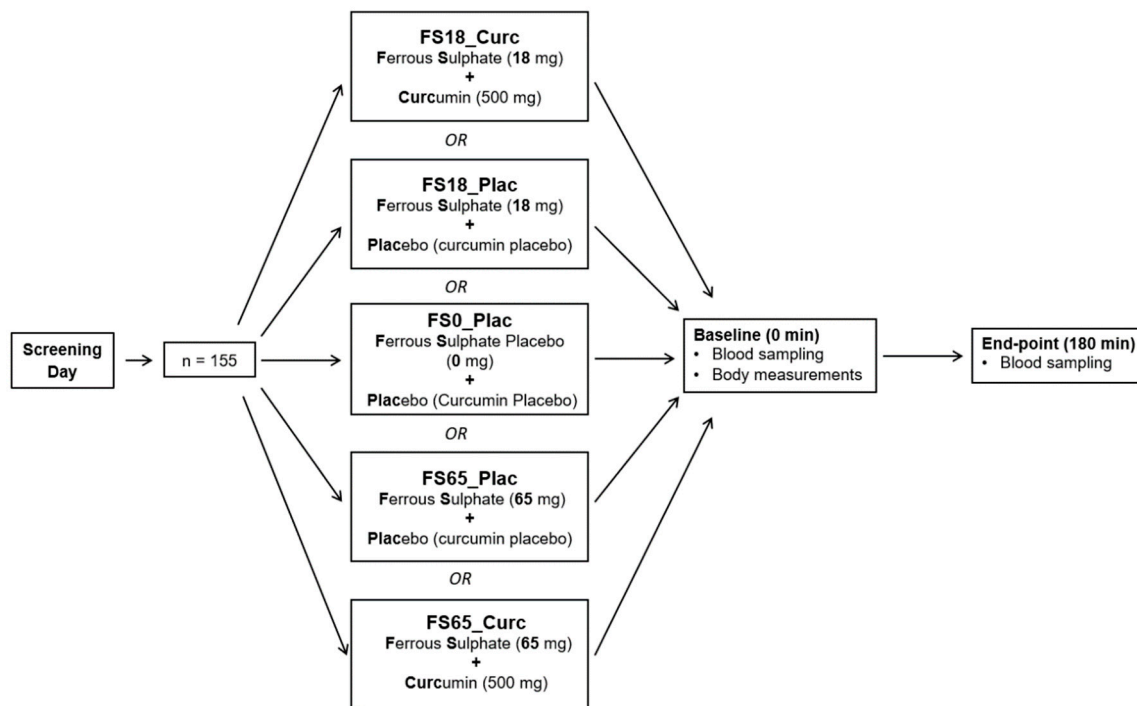 Screening
Day
n = 155
FS18_Curc
Ferrous Sulphate (18 mg)
+
Curcumin (500 mg)
OR
FS18_Plac
Ferrous Sulphate (18 mg)
+
Placebo (curcumin placebo)
OR
FS0_Plac
Ferrous Sulphate Placebo
(0 mg)
+
Placebo (Curcumin Placebo)
OR
FS65_Plac
Ferrous Sulphate (65 mg)
+
Placebo (curcumin placebo)
OR
FS65_Curc
Ferrous Sulphate (65 mg)
+
Curcumin (500 mg)
Baseline (0 min)
• Blood sampling
• Body measurements
End-point (180 min)
• Blood sampling